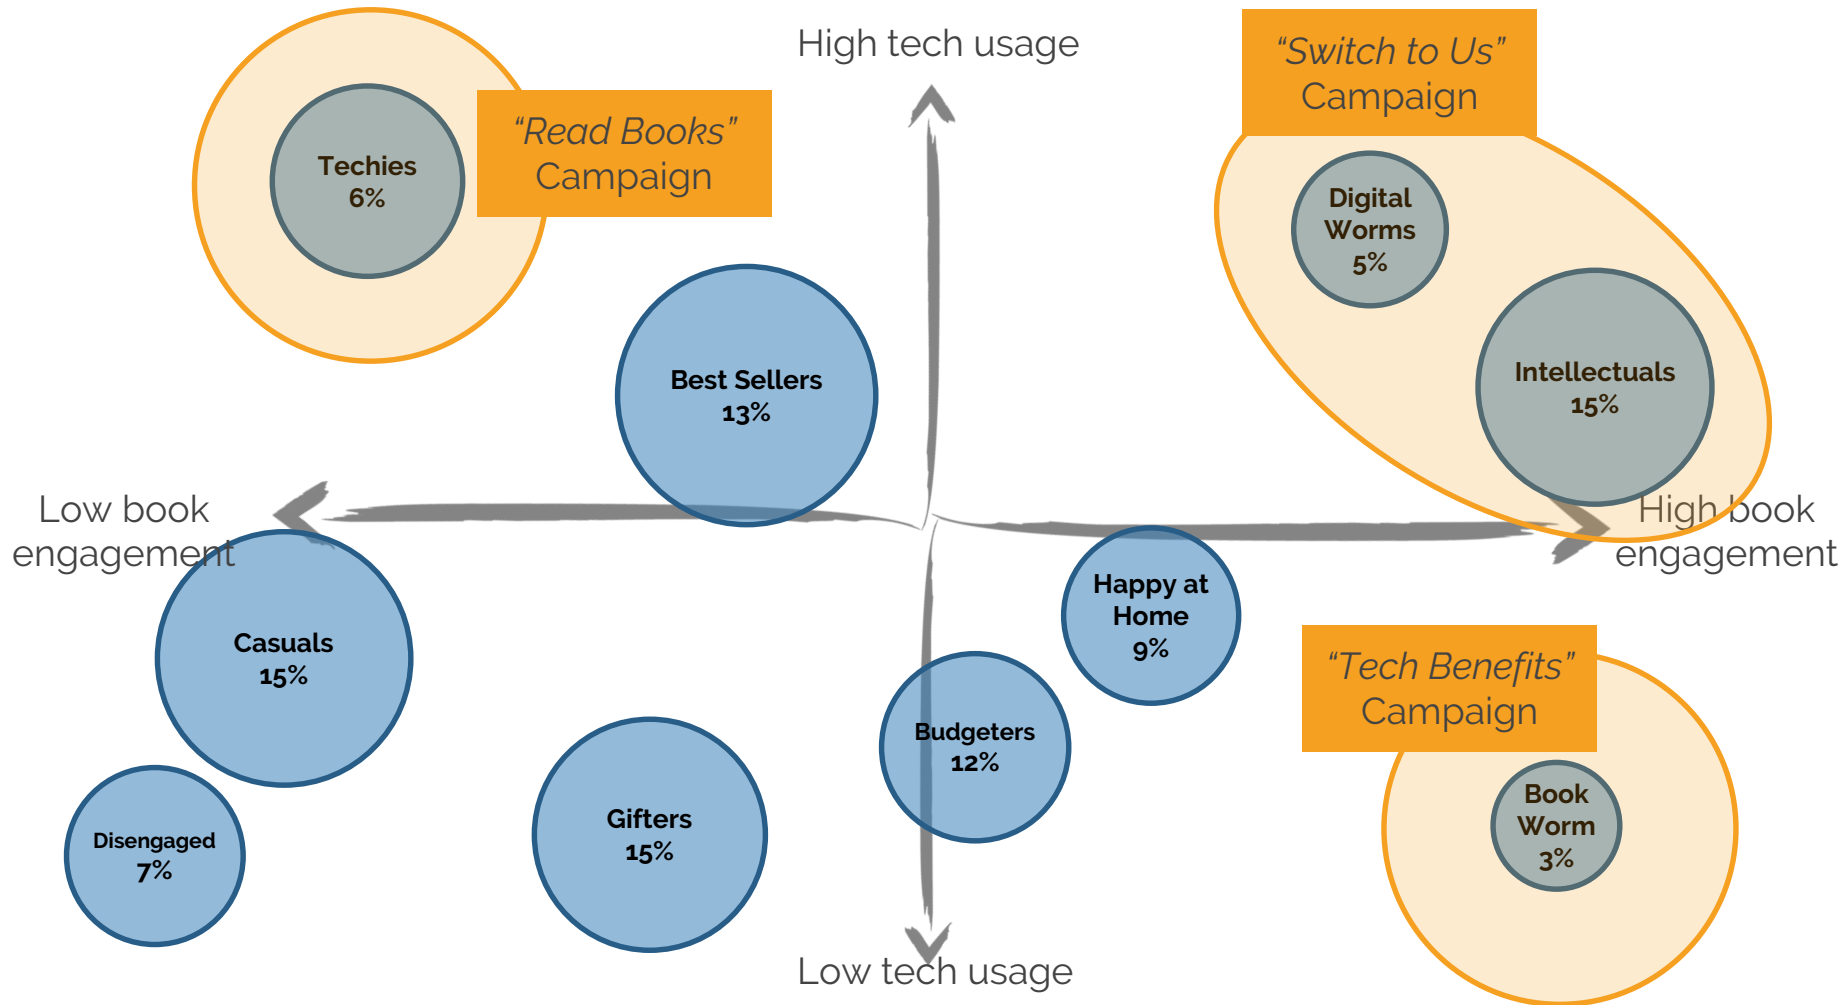 High tech usage
“Switch to Us”
Campaign
“Read Books”
Campaign
Techies
6%
Digital
Worms
5%
Best Sellers
13%
Intellectuals
15%
Low book
engagement
High book
engagement
Happy at
Home
9%
Casuals
15%
“Tech Benefits”
Campaign
Budgeters
12%
Book
Worm
3%
Gifters
15%
Disengaged
7%
Low tech usage